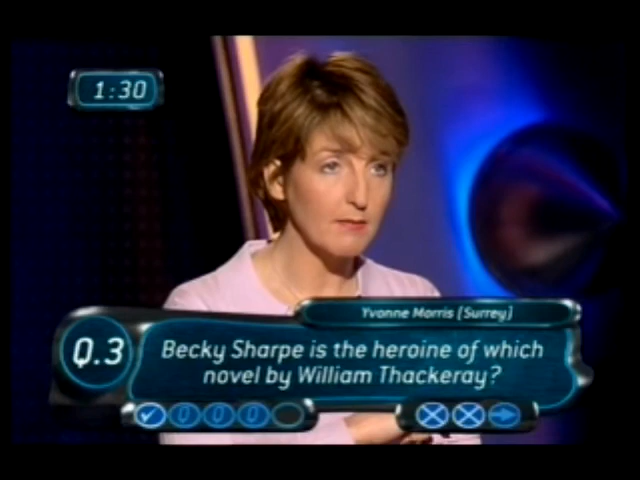 1:30
Yvonne Morris (Surrey)
Q.3
Becky Sharpe is the heroine of which
novel by William Thackeray?
Q Q Q